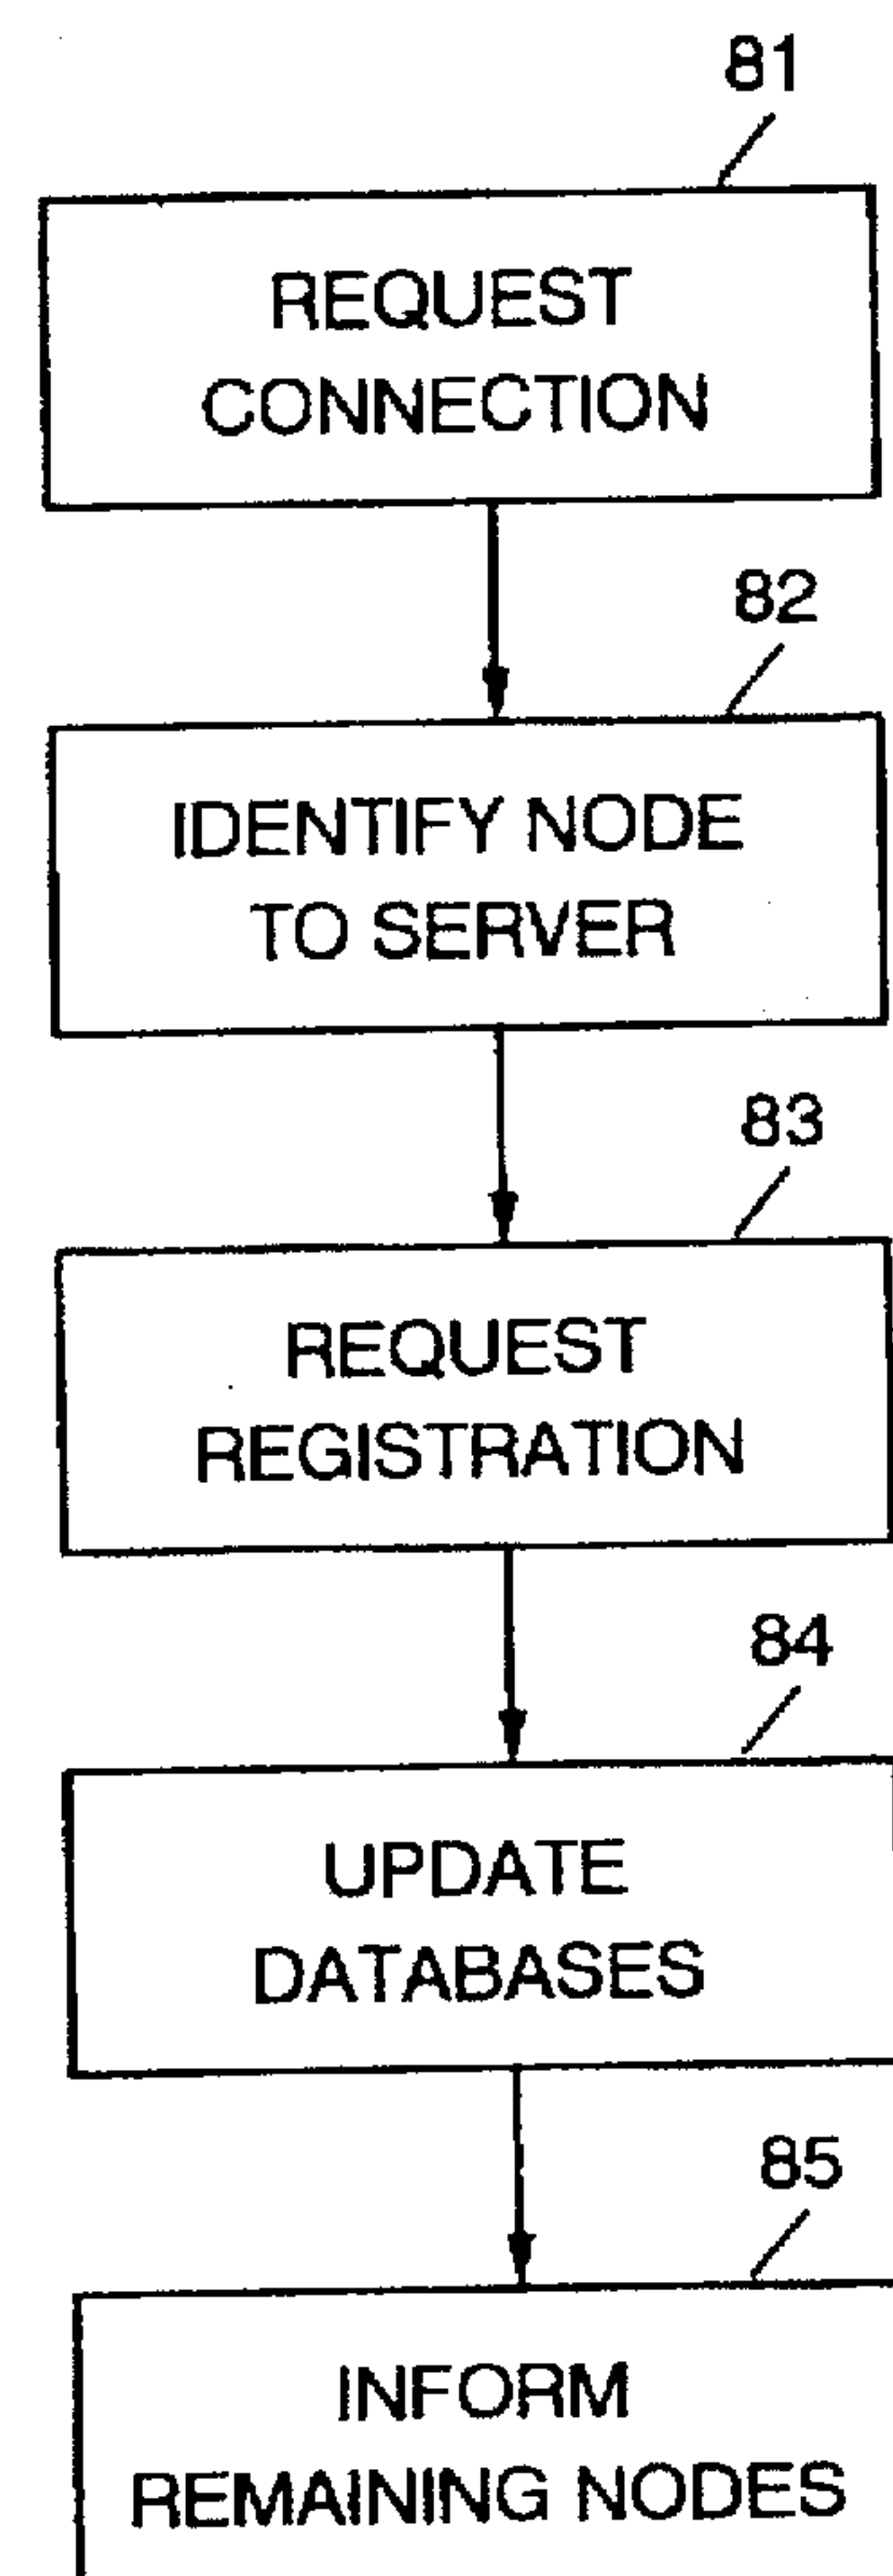 81
REQUEST
CONNECTION
82
IDENTIFY NODE
TO SERVER
83
REQUEST
REGISTRATION
84
UPDATE
DATABASES
85
INFORM
REMAINING NODES